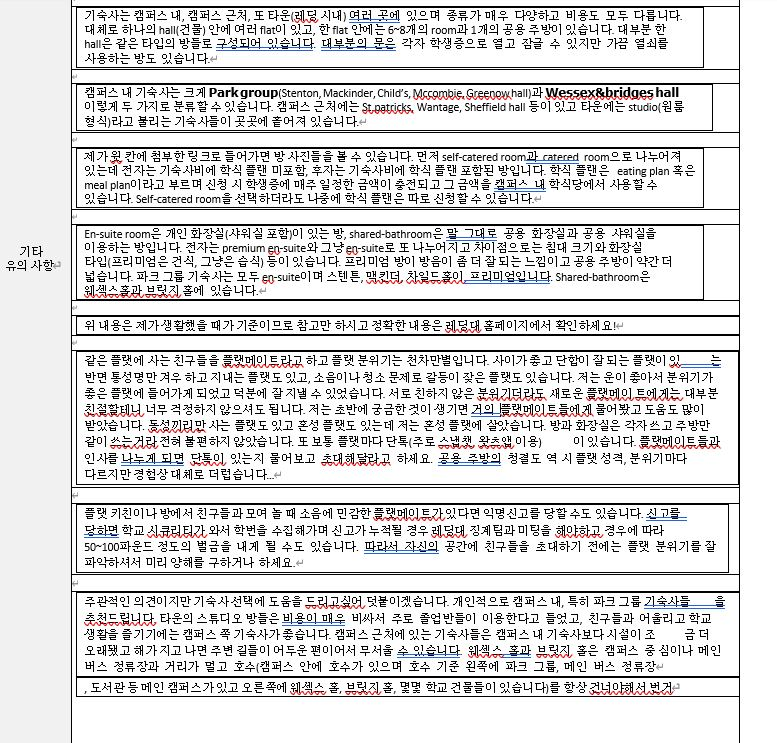 기숙사는 캠퍼스 내, 캠퍼스 근처, 또 타운(레딩 시내) 여러 곳에 있으며 종류가 매우 다양하고 비용도 모두 다릅니다.
대체로 하나의 hall(건물) 안에 여러 flat이 있고, 한 flat 안에는 6~8개의 room과 1개의 공용 주방이 있습니다. 대부분 한
hall은 같은 타입의 방들로 구성되어 있습니다. 대부분의 문은 각자 학생증으로 열고 잠글 수 있지만 가끔 열쇠를
사용하는 방도 있습니다.
캠퍼스 내 기숙사는 크게 Park group(Stenton, Mackinder, Child's, Mccombie, Greenow hall)과 Wessex&bridges hall
이렇게 두 가지로 분류할 수 있습니다. 캠퍼스 근처에는 St.patricks, Wantage, Sheffield hall 등이 있고 타운에는 studio(원룸
형식)라고 불리는 기숙사들이 곳곳에 흩어져 있습니다.
제가 윗 칸에 첨부한 링크로 들어가면 방 사진들을 볼 수 있습니다. 먼저 self-catered room과 catered room으로 나누어져
있는데 전자는 기숙사비에 학식 플랜 미포함, 후자는 기숙사비에 학식 플랜 포함된 방입니다. 학식 플랜은 eating plan 혹은
meal plan이라고 부르며 신청 시 학생증에 매주 일정한 금액이 충전되고 그 금액을 캠퍼스 내 학식당에서 사용할 수
있습니다. Self-catered room을 선택하더라도 나중에 학식 플랜은 따로 신청할 수 있습니다.
기타
유의 사항
En-suite room은 개인 화장실(샤워실 포함)이 있는 방, shared-bathroom은 말 그대로 공용 화장실과 공용 샤워실을
이용하는 방입니다. 전자는 premium en-suite와 그냥 en-suite로 또 나누어지고 차이점으로는 침대 크기와 화장실
타입(프리미엄은 건식, 그냥은 습식) 등이 있습니다. 프리미엄 방이 방음이 좀 더 잘 되는 느낌이고 공용 주방이 약간 더
넓습니다. 파크 그룹 기숙사는 모두 en-suite이며 스텐튼, 맥킨더, 차일드홀이 프리미엄입니다. Shared-bathroom은
웨섹스홀과 브릿지 홀에 있습니다.
위 내용은 제가 생활했을 때가 기준이므로 참고만 하시고 정확한 내용은 레딩대 홈페이지에서 확인하세요!
같은 플랫에 사는 친구들을 플랫메이트라고 하고 플랫 분위기는 천차만별입니다. 사이가 좋고 단합이 잘 되는 플랫이 있 는
반면 통성명만 겨우 하고 지내는 플랫도 있고, 소음이나 청소 문제로 갈등이 잦은 플랫도 있습니다. 저는 운이 좋아서 분위기가
좋은 플랫에 들어가게 되었고 덕분에 잘 지낼 수 있었습니다. 서로 친하지 않은 분위기더라도 새로운 플랫메이트에게는 대부분
친절할테니 너무 걱정하지 않으셔도 됩니다. 저는 초반에 궁금한 것이 생기면 거의 플랫메이트들에게 물어봤고 도움도 많이
받았습니다. 동성끼리만 사는 플랫도 있고 혼성 플랫도 있는데 저는 혼성 플랫에 살았습니다. 방과 화장실은 각자 쓰고 주방만
같이 쓰는거라 전혀 불편하지 않았습니다. 또 보통 플랫마다 단톡(주로 스냅챗, 왓츠앱 이용) 이 있습니다. 플랫메이트들과
인사를 나누게 되면 단톡이 있는지 물어보고 초대해달라고 하세요. 공용 주방의 청결도 역 시 플랫 성격, 분위기마다
다르지만 경험상 대체로 더럽습니다...
플랫 키친이나 방에서 친구들과 모여 놀 때 소음에 민감한 플랫메이트가 있다면 익명신고를 당할 수도 있습니다. 신고를
당하면 학교 시큐리티가 와서 학번을 수집해가며 신고가 누적될 경우 레딩대 징계팀과 미팅을 해야하고 경우에 따라
50~100파운드 정도의 벌금을 내게 될 수도 있습니다. 따라서 자신의 공간에 친구들을 초대하기 전에는 플랫 분위기를 잘
파악하셔서 미리 양해를 구하거나 하세요.
주관적인 의견이지만 기숙사 선택에 도움을 드리고싶어 덧붙이겠습니다. 개인적으로 캠퍼스 내, 특히 파크 그룹 기숙사들 을
추천드립니다. 타운의 스튜디오 방들은 비용이 매우 비싸서 주로 졸업반들이 이용한다고 들었고, 친구들과 어울리고 학교
생활을 즐기기에는 캠퍼스 쪽 기숙사가 좋습니다. 캠퍼스 근처에 있는 기숙사들은 캠퍼스 내 기숙사보다 시설이 조 금 더
오래됐고 해가 지고 나면 주변 길들이 어두운 편이어서 무서울 수 있습니다. 웨섹스 홀과 브릿지 홀은 캠퍼스 중 심이나 메인
버스 정류장과 거리가 멀고 호수(캠퍼스 안에 호수가 있으며 호수 기준 왼쪽에 파크 그룹, 메인 버스 정류장
, 도서관 등 메인 캠퍼스가 있고 오른쪽에 웨섹스 홀, 브릿지 홀, 몇몇 학교 건물들이 있습니다)를 항상 건너야해서 번거